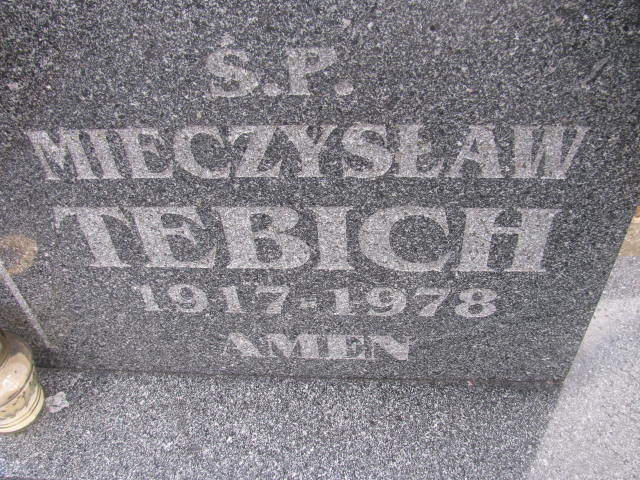 Ś.P.
MIECZYSŁAW
TEBICH
1917-1978
AMEN